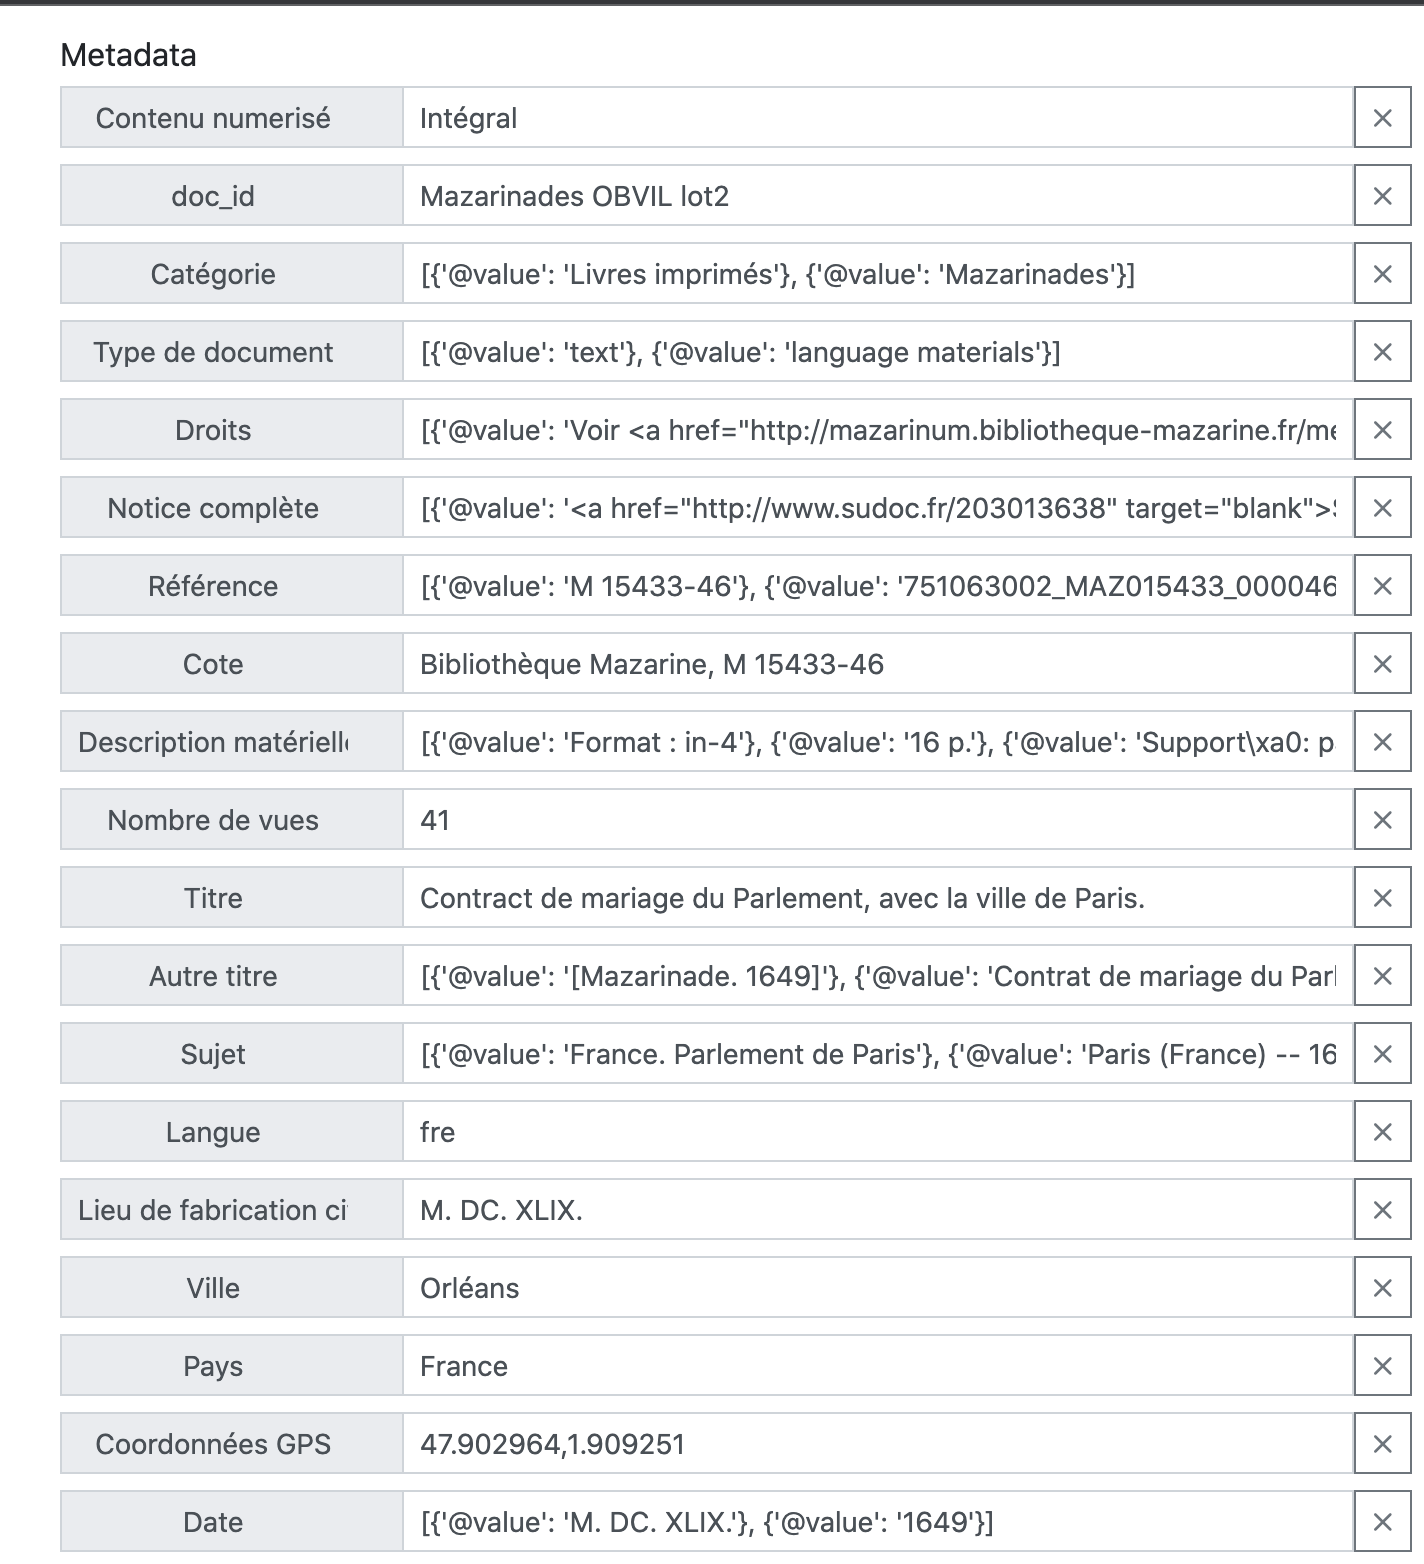 Metadata
Contenu numerisé Intégral
doc_id Mazarinades OBVIL lot2
Catégorie [{'@value': 'Livres imprimés'}, {'@value': 'Mazarinades'}]
Type de document [{'@value': 'text'}, {'@value': 'language materials'}]
Droits [{'@value': 'Voir <a href="http://mazarinum.bibliotheque-mazarine.fr/me
Notice complète [{'@value': '<a href="http://www.sudoc.fr/203013638" target="blank">
Référence [{'@value': 'M 15433-46'}, {'@value': '751063002_MAZ015433_000046
Cote Bibliothèque Mazarine, M 15433-46
Description matérielle [{'@value': 'Format : in-4'}, {'@value': '16 p.'}, {'@value': 'Support\xa0: p
Nombre de vues 41
Titre Contract de mariage du Parlement, avec la ville de Paris.
Autre titre [{'@value': '[Mazarinade. 1649]'}, {'@value': 'Contrat de mariage du Parl
Sujet [{'@value': 'France. Parlement de Paris'}, {'@value': 'Paris (France) -- 16
Langue fre
Lieu de fabrication ci M. DC. XLIX.
Ville Orléans
Pays France
Coordonnées GPS 47.902964,1.909251
Date [{'@value': 'M. DC. XLIX.'}, {'@value': '1649'}]